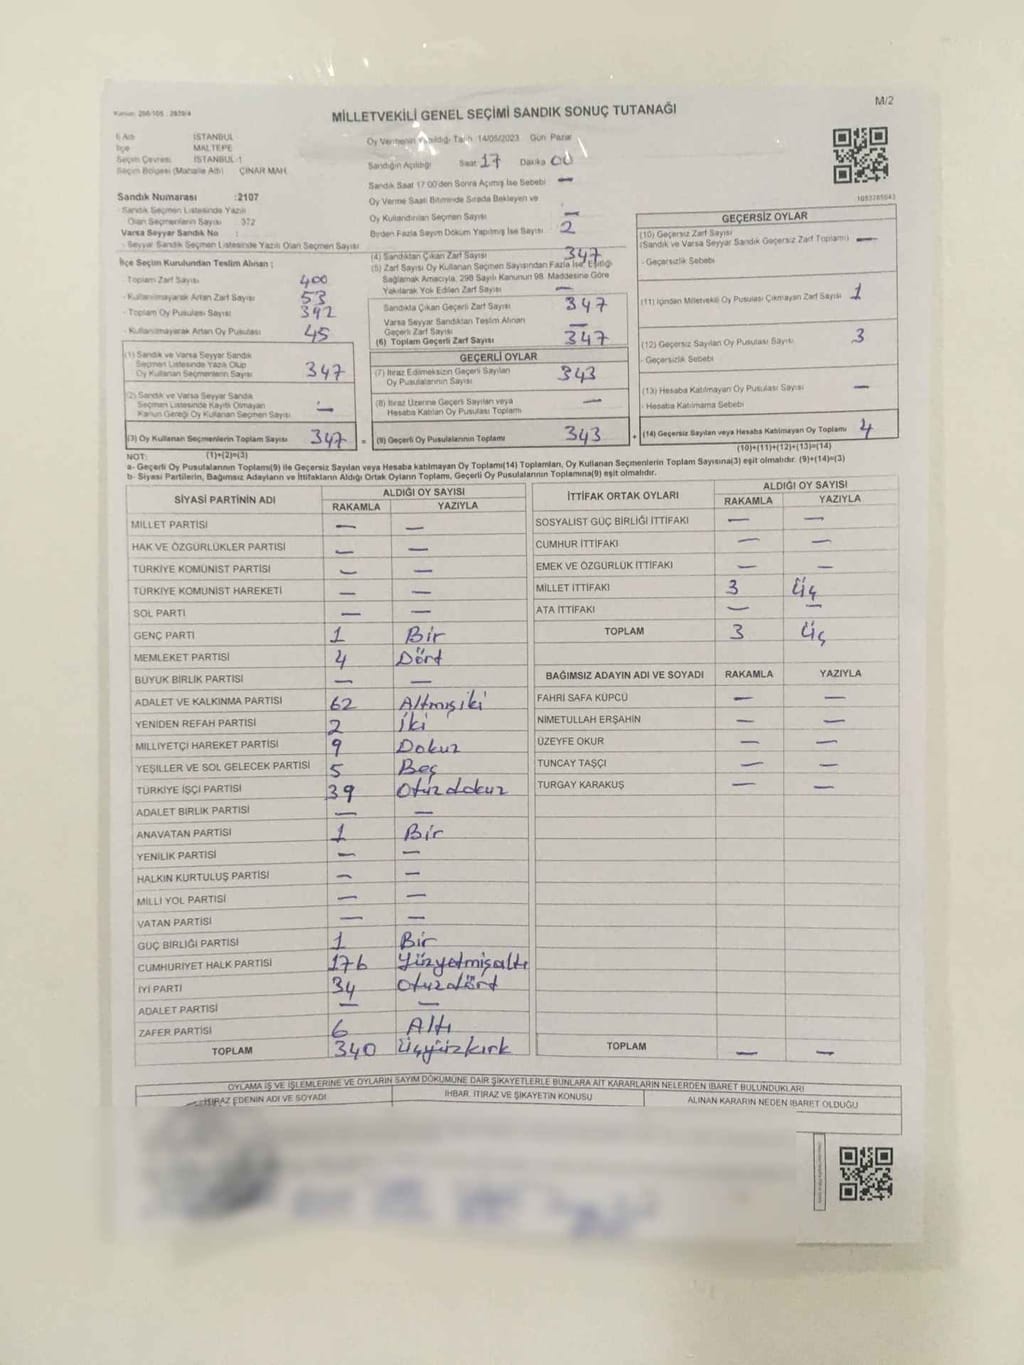 M/2
MİLLETVEKİLİ GENEL SEÇİMİ SANDIK SONUÇ TUTANAĞI
İl Adı İSTANBUL
İlçe MALTEPE
Seçim Çevresi İSTANBUL-1
Seçim Bölgesi (Mahalle Adı) ÇINAR MAH.
Sandık Numarası :2107
Sandık Seçmen Listesinde Yazılı
Olan Seçmenlerin Sayısı 372
Varsa Seyyar Sandık No :
Seyyar Sandık Seçmen Listesinde Yazılı Olan Seçmen Sayısı
İlçe Seçim Kurulundan Teslim Alınan :
Toplam Zarf Sayısı 400
- Kullanılmayarak Artan Zarf Sayısı 53
- Toplam Oy Pusulası Sayısı 392
- Kullanılmayarak Artan Oy Pusulası 45
(1) Sandık ve Varsa Seyyar Sandık
Seçmen Listesinde Yazılı Olup
Oy Kullanan Seçmenlerin Sayısı 347
(2) Sandık ve Varsa Seyyar Sandık
Seçmen Listesinde Kayıtlı Olmayan
Kanun Gereği Oy Kullanan Seçmen Sayısı —
(3) Oy Kullanan Seçmenlerin Toplam Sayısı 347 =
(1)+(2)=(3)
Oy Vermenin Yapıldığı Tarih 14/05/2023 Gün Pazar
Sandığın Açıldığı Saat 17 Dakika 00
Sandık Saat 17.00'den Sonra Açılmış İse Sebebi —
Oy Verme Saati Bitiminde Sırada Bekleyen ve
Oy Kullandırılan Seçmen Sayısı —
Birden Fazla Sayım Döküm Yapılmış İse Sayısı 2
(4) Sandıktan Çıkan Zarf Sayısı 347
(5) Zarf Sayısı Oy Kullanan Seçmen Sayısından Fazla İse, Eşitliği
Sağlamak Amacıyla, 298 Sayılı Kanunun 98. Maddesine Göre
Yakılarak Yok Edilen Zarf Sayısı —
Sandıkta Çıkan Geçerli Zarf Sayısı 347
Varsa Seyyar Sandıktan Teslim Alınan
Geçerli Zarf Sayısı —
(6) Toplam Geçerli Zarf Sayısı 347
GEÇERLİ OYLAR
(7) İtiraz Edilmeksizin Geçerli Sayılan
Oy Pusulalarının Sayısı 343
(8) İtiraz Üzerine Geçerli Sayılan veya
Hesaba Katılan Oy Pusulası Toplamı —
(9) Geçerli Oy Pusulalarının Toplamı 343 +
1093785043
GEÇERSİZ OYLAR
(10) Geçersiz Zarf Sayısı
(Sandık ve Varsa Seyyar Sandık Geçersiz Zarf Toplamı) —
- Geçersizlik Sebebi
(11) İçinden Milletvekili Oy Pusulası Çıkmayan Zarf Sayısı 1
(12) Geçersiz Sayılan Oy Pusulası Sayısı 3
- Geçersizlik Sebebi
(13) Hesaba Katılmayan Oy Pusulası Sayısı —
- Hesaba Katılmama Sebebi
(14) Geçersiz Sayılan veya Hesaba Katılmayan Oy Toplamı 4
(10)+(11)+(12)+(13)=(14)
NOT:
a- Geçerli Oy Pusulalarının Toplamı(9) ile Geçersiz Sayılan veya Hesaba katılmayan Oy Toplamı(14) Toplamları, Oy Kullanan Seçmenlerin Toplam Sayısına(3) eşit olmalıdır. (9)+(14)=(3)
b- Siyasi Partilerin, Bağımsız Adayların ve İttifakların Aldığı Ortak Oyların Toplamı, Geçerli Oy Pusulalarının Toplamına(9) eşit olmalıdır.
SİYASİ PARTİNİN ADI ALDIĞI OY SAYISI
RAKAMLA YAZIYLA
MİLLET PARTİSİ — —
HAK VE ÖZGÜRLÜKLER PARTİSİ — —
TÜRKİYE KOMÜNİST PARTİSİ — —
TÜRKİYE KOMÜNİST HAREKETİ — —
SOL PARTİ — —
GENÇ PARTİ 1 Bir
MEMLEKET PARTİSİ 4 Dört
BÜYÜK BİRLİK PARTİSİ — —
ADALET VE KALKINMA PARTİSİ 62 Altmışiki
YENİDEN REFAH PARTİSİ 2 İki
MİLLİYETÇİ HAREKET PARTİSİ 9 Dokuz
YEŞİLLER VE SOL GELECEK PARTİSİ 5 Beş
TÜRKİYE İŞÇİ PARTİSİ 39 Otuzdokuz
ADALET BİRLİK PARTİSİ — —
ANAVATAN PARTİSİ 1 Bir
YENİLİK PARTİSİ — —
HALKIN KURTULUŞ PARTİSİ — —
MİLLİ YOL PARTİSİ — —
VATAN PARTİSİ — —
GÜÇ BİRLİĞİ PARTİSİ 1 Bir
CUMHURİYET HALK PARTİSİ 176 Yüzyetmişaltı
İYİ PARTİ 34 Otuzdört
ADALET PARTİSİ — —
ZAFER PARTİSİ 6 Altı
TOPLAM 340 Üçyüzkırk
İTTİFAK ORTAK OYLARI ALDIĞI OY SAYISI
RAKAMLA YAZIYLA
SOSYALİST GÜÇ BİRLİĞİ İTTİFAKI — —
CUMHUR İTTİFAKI — —
EMEK VE ÖZGÜRLÜK İTTİFAKI — —
MİLLET İTTİFAKI 3 Üç
ATA İTTİFAKI — —
TOPLAM 3 Üç
BAĞIMSIZ ADAYIN ADI VE SOYADI RAKAMLA YAZIYLA
FAHRİ SAFA KÜPCÜ — —
NİMETULLAH ERŞAHİN — —
ÜZEYFE OKUR — —
TUNCAY TAŞÇI — —
TURGAY KARAKUŞ — —
TOPLAM — —
OYLAMA İŞ VE İŞLEMLERİNE VE OYLARIN SAYIM DÖKÜMÜNE DAİR ŞİKAYETLERLE BUNLARA AİT KARARLARIN NELERDEN İBARET BULUNDUKLARI
İTİRAZ EDENİN ADI VE SOYADI İHBAR, İTİRAZ VE ŞİKAYETİN KONUSU ALINAN KARARIN NEDEN İBARET OLDUĞU